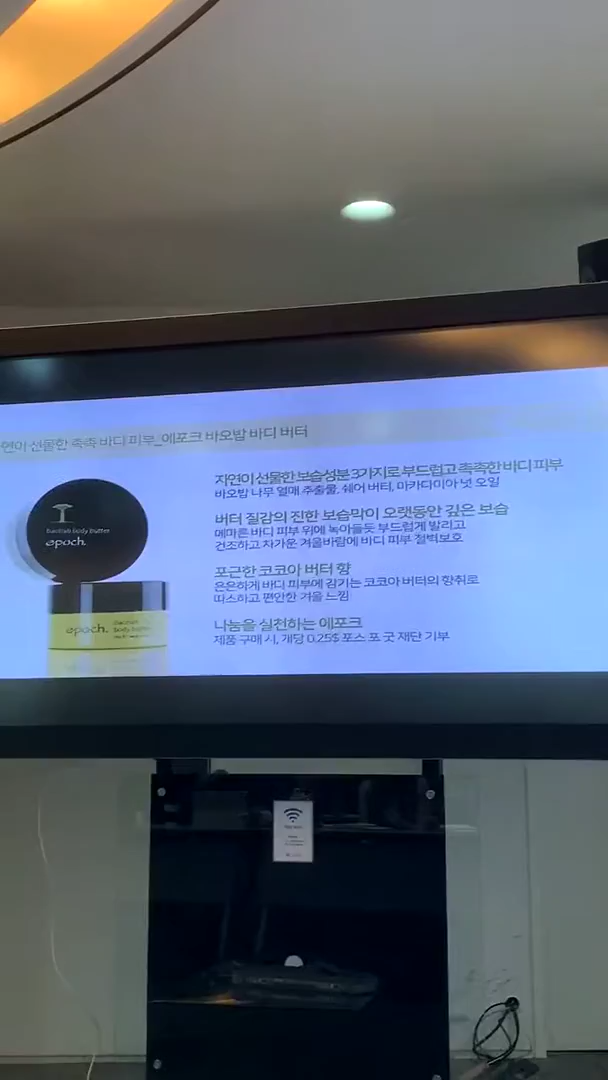 연이 선물한 촉촉 바디 피부_에포크 바오밥 바디 버터
자연이 선물한 보습성분 3가지로 부드럽고 촉촉한 바디 피부
바오밥 나무 열매 추출물, 쉐어 버터, 마카다미아 넛 오일
버터 질감의 진한 보습막이 오랫동안 깊은 보습
메마른 바디 피부 위에 녹아들듯 부드럽게 발리고
건조하고 차가운 겨울바람에 바디 피부 철벽보호
포근한 코코아 버터 향
은은하게 바디 피부에 감기는 코코아 버터의 향취로
따스하고 편안한 겨울 느낌
나눔을 실천하는 에포크
제품 구매 시, 개당 0.25$ 포스 포 굿 재단 기부
baobab body butter
epoch.
epoch.
baobab
body butter